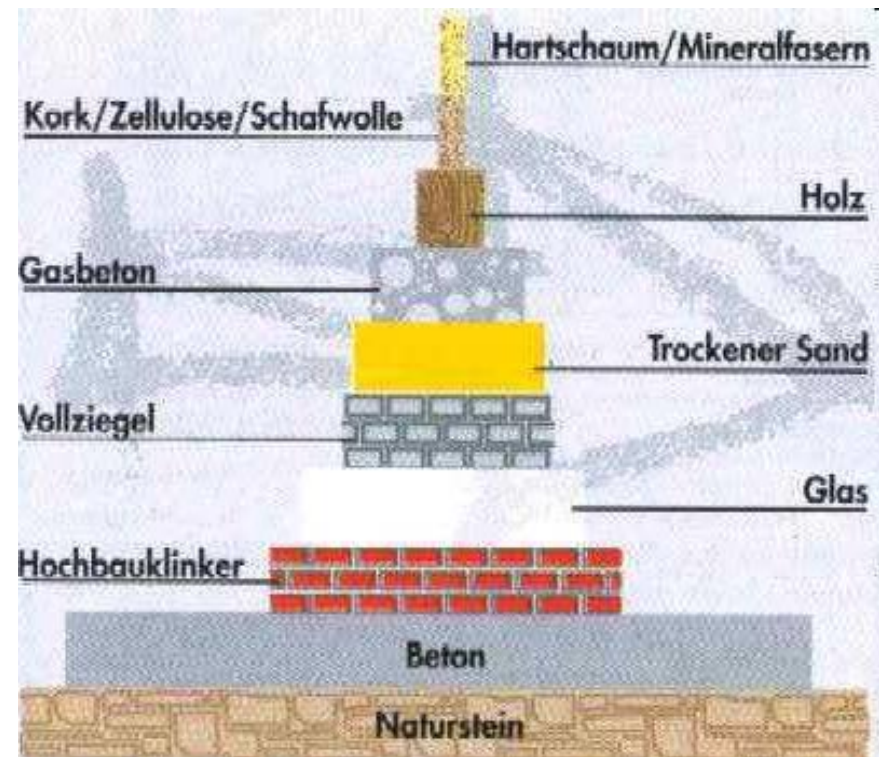 Hartschaum/Mineralfasern
Kork/Zellulose/Schafwolle
Holz
Gasbeton
Trockener Sand
Vollziegel
Glas
Hochbauklinker
Beton
Naturstein